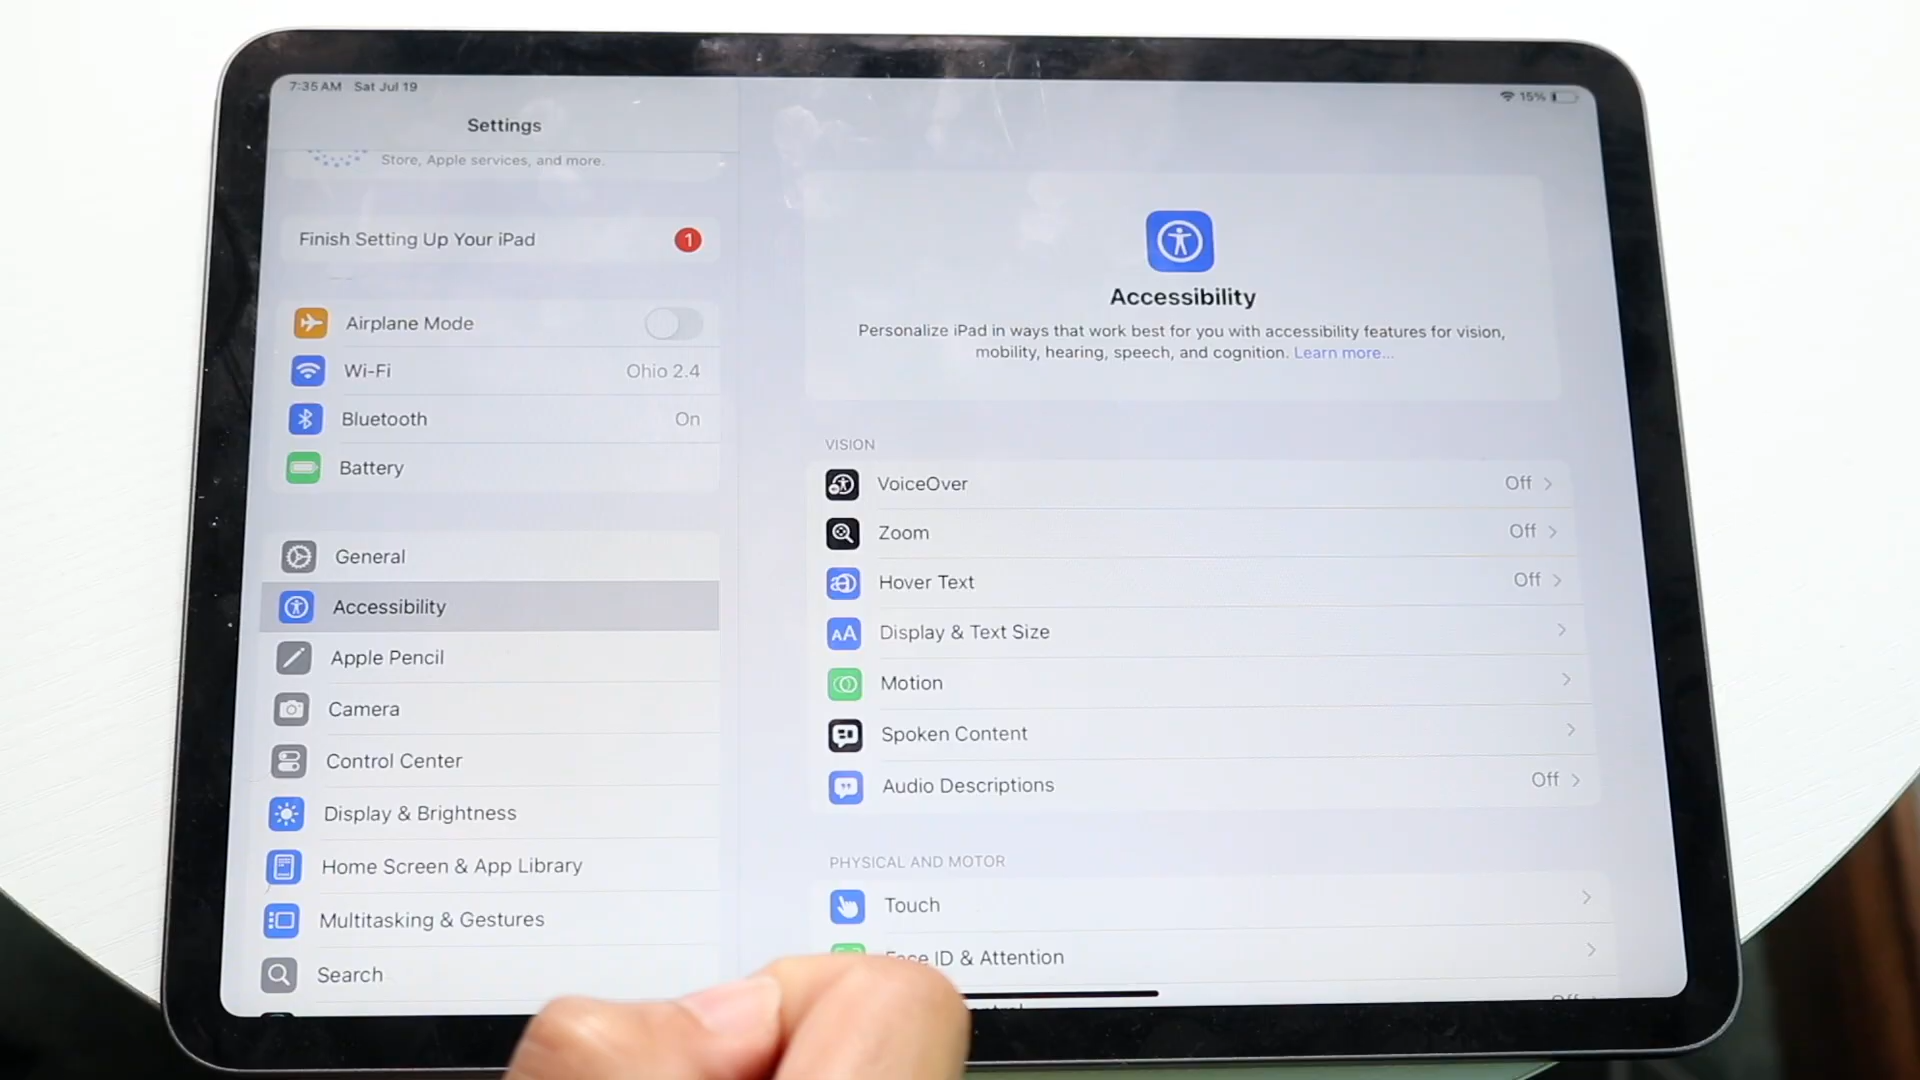 7:35 AM Sat Jul 19
15%
Settings
Store, Apple services, and more.
Finish Setting Up Your iPad
1
Airplane Mode
Wi-Fi
Ohio 2.4
Bluetooth
On
Battery
General
Accessibility
Apple Pencil
Camera
Control Center
Display & Brightness
Home Screen & App Library
Multitasking & Gestures
Search
Accessibility
Personalize iPad in ways that work best for you with accessibility features for vision,
mobility, hearing, speech, and cognition. Learn more...
VISION
VoiceOver
Off
Zoom
Off
Hover Text
Off
AA
Display & Text Size
Motion
Spoken Content
Audio Descriptions
Off
PHYSICAL AND MOTOR
Touch
Face ID & Attention
Off